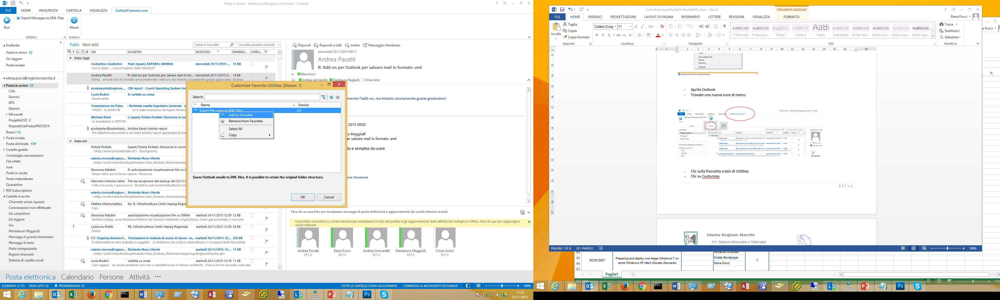 Posta in arrivo - elena.pucci@regione.marche.it - Outlook
FILE HOME INVIA/RICEVI CARTELLA VISUALIZZA OutlookFreeware.com
Run
Export Messages to EML Files
About
Utilities
Actions
Preferite
Posta in arrivo 52
Da leggere
Posta inviata
elena.pucci@regione.marche.it
Posta in arrivo 52
CAb
Domini
DPS
Elezioni
Microsoft
ProgettoXYZ 2
RisposteCasPostaUffi012014
Bozze [14]
Posta inviata
Posta eliminata 159
Cartelle gestite
Cronologia conversazioni
File infetti
Junk
Posta in uscita
Posta indesiderata
Quarantine
RSS Subscriptions
Cartelle ricerche
Chiamate senza risposta
Conversazioni non effettuate
Da completare
Da leggere
Fax
Marialaura Maggiulli
Messaggi di grandi dimensioni
Messaggi di testo
Posta categorizzata
Registri chiamate
Sistema di caselle vocali
Tutto Non letti
Cerca in Cassetta
Cassetta postale corrente
DA OGGETTO RICEVUTO DIMENSI... CATEG...
Data: Oggi
Costantino Giuliodori Fwd: [spam] ARPAM e AttiWeb mercoledì 25/11/2015 ... 15 KB
non è spam.... si può togliere dalla blacklist?
Andrea Pacetti R: Add on per Outlook per salvare mail in for... mercoledì 25/11/2015 0... 18 KB
Elena, ancora non ho testato personalmente l'add-on, ma intanto sicuramente grazie grazissime! Andrea
sccmreports@regione.... CM report - Count Operating System Ver
Lucia Budini R: cartella su orma
Grazie mille!
Trasmissione da Paleo : Richiesta casella Segretario Generale - e
PALEO - R_MARCHE Le è stato trasmesso da Ripesi Paola (
Michele Brizzi I: [spam] Polizia Postale: Denuncia in cor
Lo mandiamo a CERT-PA
postmaster@webshield... McAfee Email Activity report
The attached document is an email activity report generated by Em
Data: Ieri
Polizia Postale [spam] Polizia Postale: Denuncia in corso
<http://www.poliziadistato.it/> Buongiorno,
valerio.cionna@region... Richiesta Novo Utente
<http://ccreti.intra/DesktopModules/Vale_Modulo_Richiesta/Imag
Eleonora Maldini R: autorizzazione visualizzazione file su C
Grazie mille, poi ti faccio sapere. Eleonora
Massimo Antonio Latini File da recuperare dal backup del 23/11/2
Il file è in excel, il percorso è:' Stock6\Assam\ArchivioStruttura\Con
valerio.cionna@region... Richiesta Novo Utente
<http://ccreti.intra/DesktopModules/Vale_Modulo_Richiesta/Imag
Matteo Mastromatteo Re: R: Infrastrurttura Centri Impieg Regio
Ciao,
Eleonora Maldini autorizzazione visualizzazione file su ORMA martedì 24/11/2015 12:59 12 KB
Gentile collega, sono Eleonora Maldini del Servizio Ambiente e Agricoltura. Come già accennato a voce per
Lodovico Pistilli RE: Infrastrurttura Centri Impieg Regionali martedì 24/11/2015 12:39 38 KB
Grazie
P.F. Organizz.Ammin.P... Precisazioni in materia di orario di lavoro -re... martedì 24/11/2015 12:... 226 KB
Si ritrasmette la nota indicata in oggetto. Si evidenzia che a titolo straordinario il recupero della flessibilità
valerio.cionna@region... Richiesta Novo Utente martedì 24/11/2015 12:... 11 KB
<http://ccreti.intra/DesktopModules/Vale_Modulo_Richiesta/Image/logoRegioneMarche.gif>
Lucia Budini cartella su orma martedì 24/11/2015 12:19 11 KB
Ciao ragazzi, ho avuto problemi con il pc e stamattina me lo hanno sostituito. Fino a ieri ho lavorato sulla mia
Rispondi Rispondi a tutti Inoltra Messaggio istantaneo
mercoledì 25/11/2015 09:11
Andrea Pacetti
R: Add on per Outlook per salvare mail in formato .eml
A Elena Pucci
Cc Andrea Gennaretti; Marialaura Maggiulli; Cinzia Amici
mente l'add-on, ma intanto sicuramente grazie grazissime!
2015 09:02
a Maggiulli
er salvare mail in formato .eml
do e semplice da usare
orse Strumentali
Customize Favorite Utilities (Shown: 1)
Search:
* Name Version
Export Messages to EML Files 4.0
Add to Favorites
Remove from Favorites
Select All
Copy
Saves Outlook emails to EML files. It is possible to retain the original folder structure.
OK Cancel
Fare clic su una foto per visualizzare messaggi di posta elettronica e aggiornamenti dei social network recenti.
È possibile connettersi a social network per visualizzare le foto del profilo e gli aggiornamenti delle attività dei colleghi in Office. Fare clic qui per aggiungere
social network.
Andrea Pacetti Elena Pucci Andrea Gennaretti Marialaura Maggiulli Cinzia Amici
D/1.2 D/1.2 D/1.2 D/3.3 D/1.2
Posta elettronica Calendario Persone Attività ...
ELEMENTI: 2.735 NON LETTI: 52 PROMEMORIA: 35 TUTTE LE CARTELLE SONO AGGIORNATE. CONNESSO A: MICROSOFT EXCHANGE 100%
11:33
25/11/2015
ComeEsportareMaildaOutlookaEML.docx - Word
STRUMENTI DISEGNO
FILE HOME INSERISCI PROGETTAZIONE LAYOUT DI PAGINA RIFERIMENTI LETTERE REVISIONE VISUALIZZA FORMATO
Elena Pucci
Incolla
Taglia
Copia
Copia formato
Calibri (Corp 11
G C S abc
AaBbCcDc AaBbCcDc AaBbC AaBbCcD AaBl AaBbCcD AaBbCcDc AaBbCcDc AaBbCcDc AaBbCcDc
¶ Normale ¶ Nessuna... Titolo 1 Titolo 2 Titolo Sottotitolo Enfasi deli... Enfasi (cor... Enfasi inte... Enfasi (gra...
Trova
Sostituisci
Seleziona
Appunti Carattere Paragrafo Stili Modifica
Crea collegamento
Elimina
Rinomina
Proprietà
- Aprite Outlook
- Trovate una nuova voce di menu:
OutlookFreeware.com
- Clic sulla freccetta a lato di Utilities
- Clic su Customize
1 | Pag.
Giunta Regione Marche
P.F. Sistemi Informativi e Telematici
PAGINA 1 DI 9 331 PAROLE 100%
R
44
45
46
47
SCCM 2007
Preparing and deploy one image Windows 7 on
some Windows XP client (Donato Zaccaria)
Riccardo Antonelli
Eraldo Bevilacqua
Elena Pucci
1
Foglio1